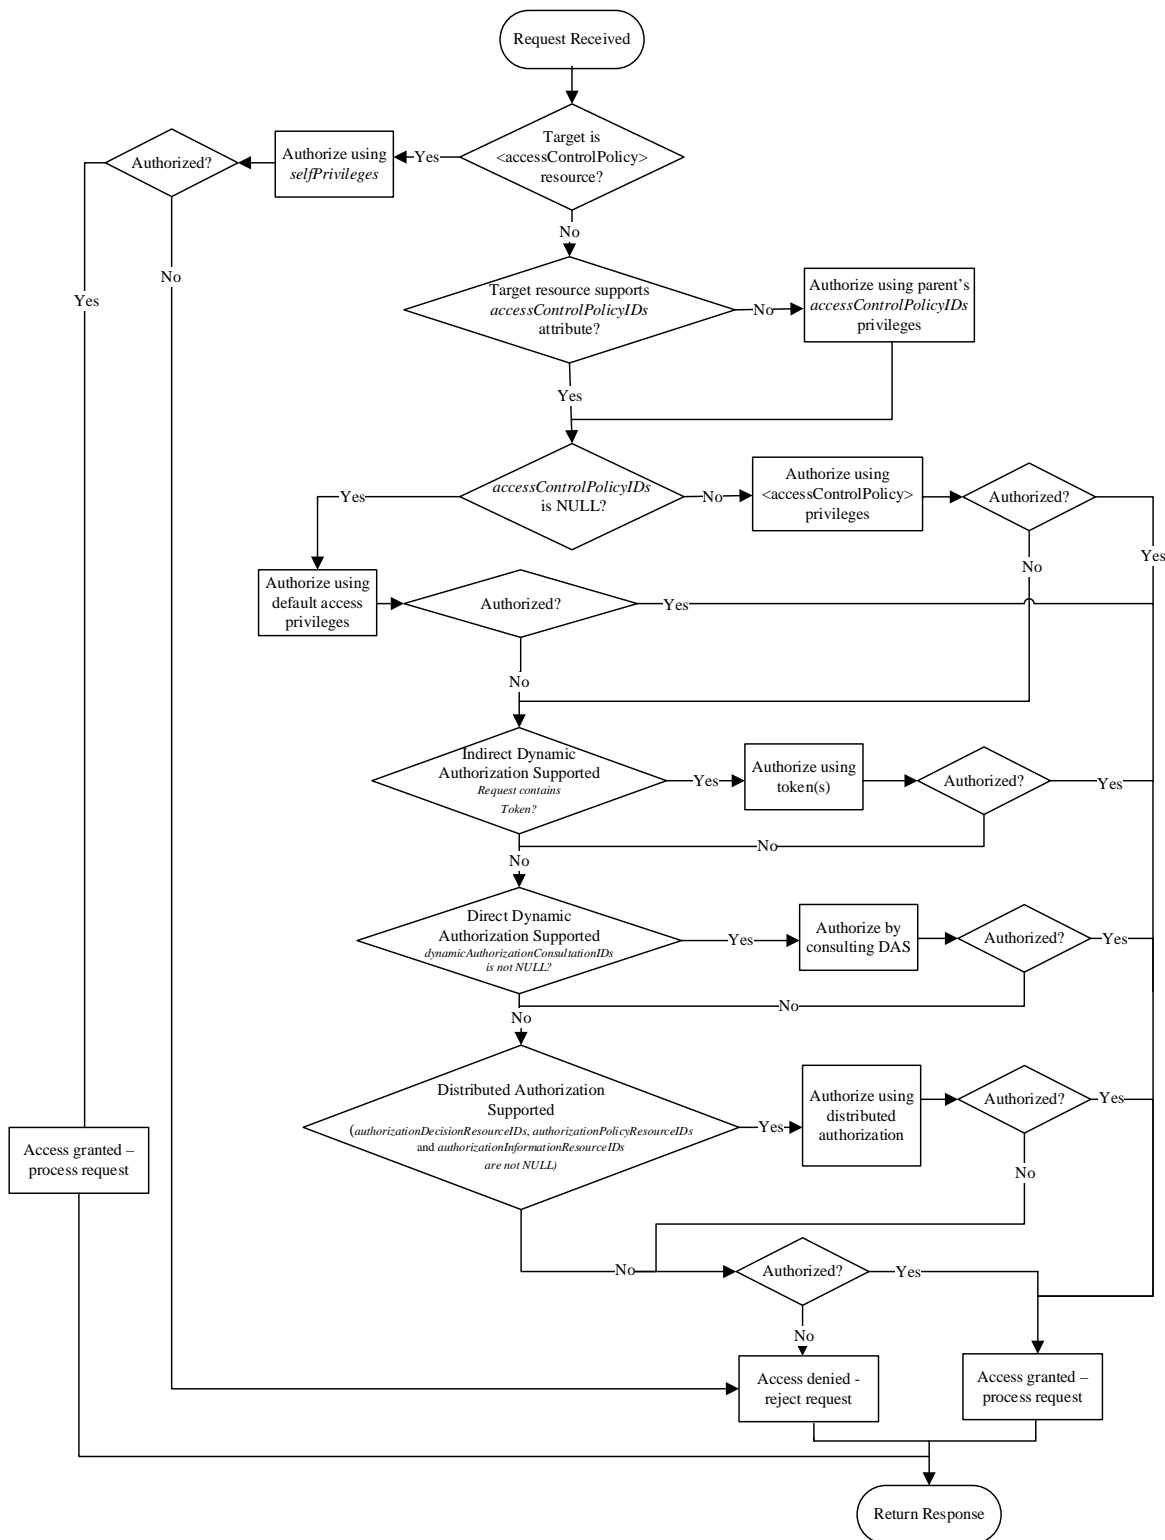 Request Received
Target is
<accessControlPolicy>
resource?
Yes
Authorize using
selfPrivileges
Authorized?
No
Yes
No
Target resource supports
accessControlPolicyIDs
attribute?
No
Authorize using parent's
accessControlPolicyIDs
privileges
Yes
accessControlPolicyIDs
is NULL?
Yes
No
Authorize using
<accessControlPolicy>
privileges
Authorized?
Yes
No
Authorize using
default access
privileges
Authorized?
Yes
No
Indirect Dynamic
Authorization Supported
Request contains
Token?
Yes
Authorize using
token(s)
Authorized?
Yes
No
No
Direct Dynamic
Authorization Supported
dynamicAuthorizationConsultationIDs
is not NULL?
Yes
Authorize by
consulting DAS
Authorized?
Yes
No
No
Distributed Authorization
Supported
(authorizationDecisionResourceIDs, authorizationPolicyResourceIDs
and authorizationInformationResourceIDs
are not NULL)
Yes
Authorize using
distributed
authorization
Authorized?
Yes
No
Access granted –
process request
No
Authorized?
Yes
No
Access denied -
reject request
Access granted –
process request
Return Response